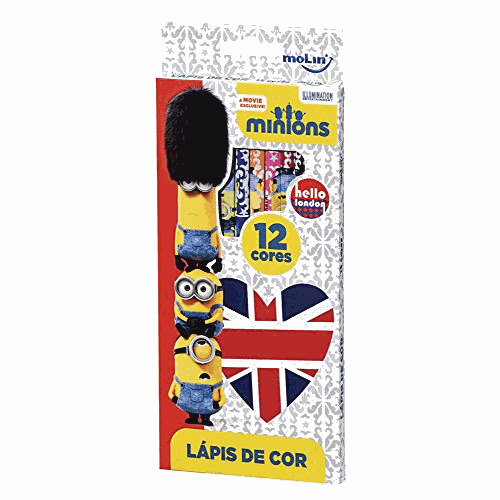 moLin
A MOVIE
EXCLUSIVE!
ILLUMINATION
ENTERTAINMENT
minions
hello
london
12
cores
LÁPIS DE COR